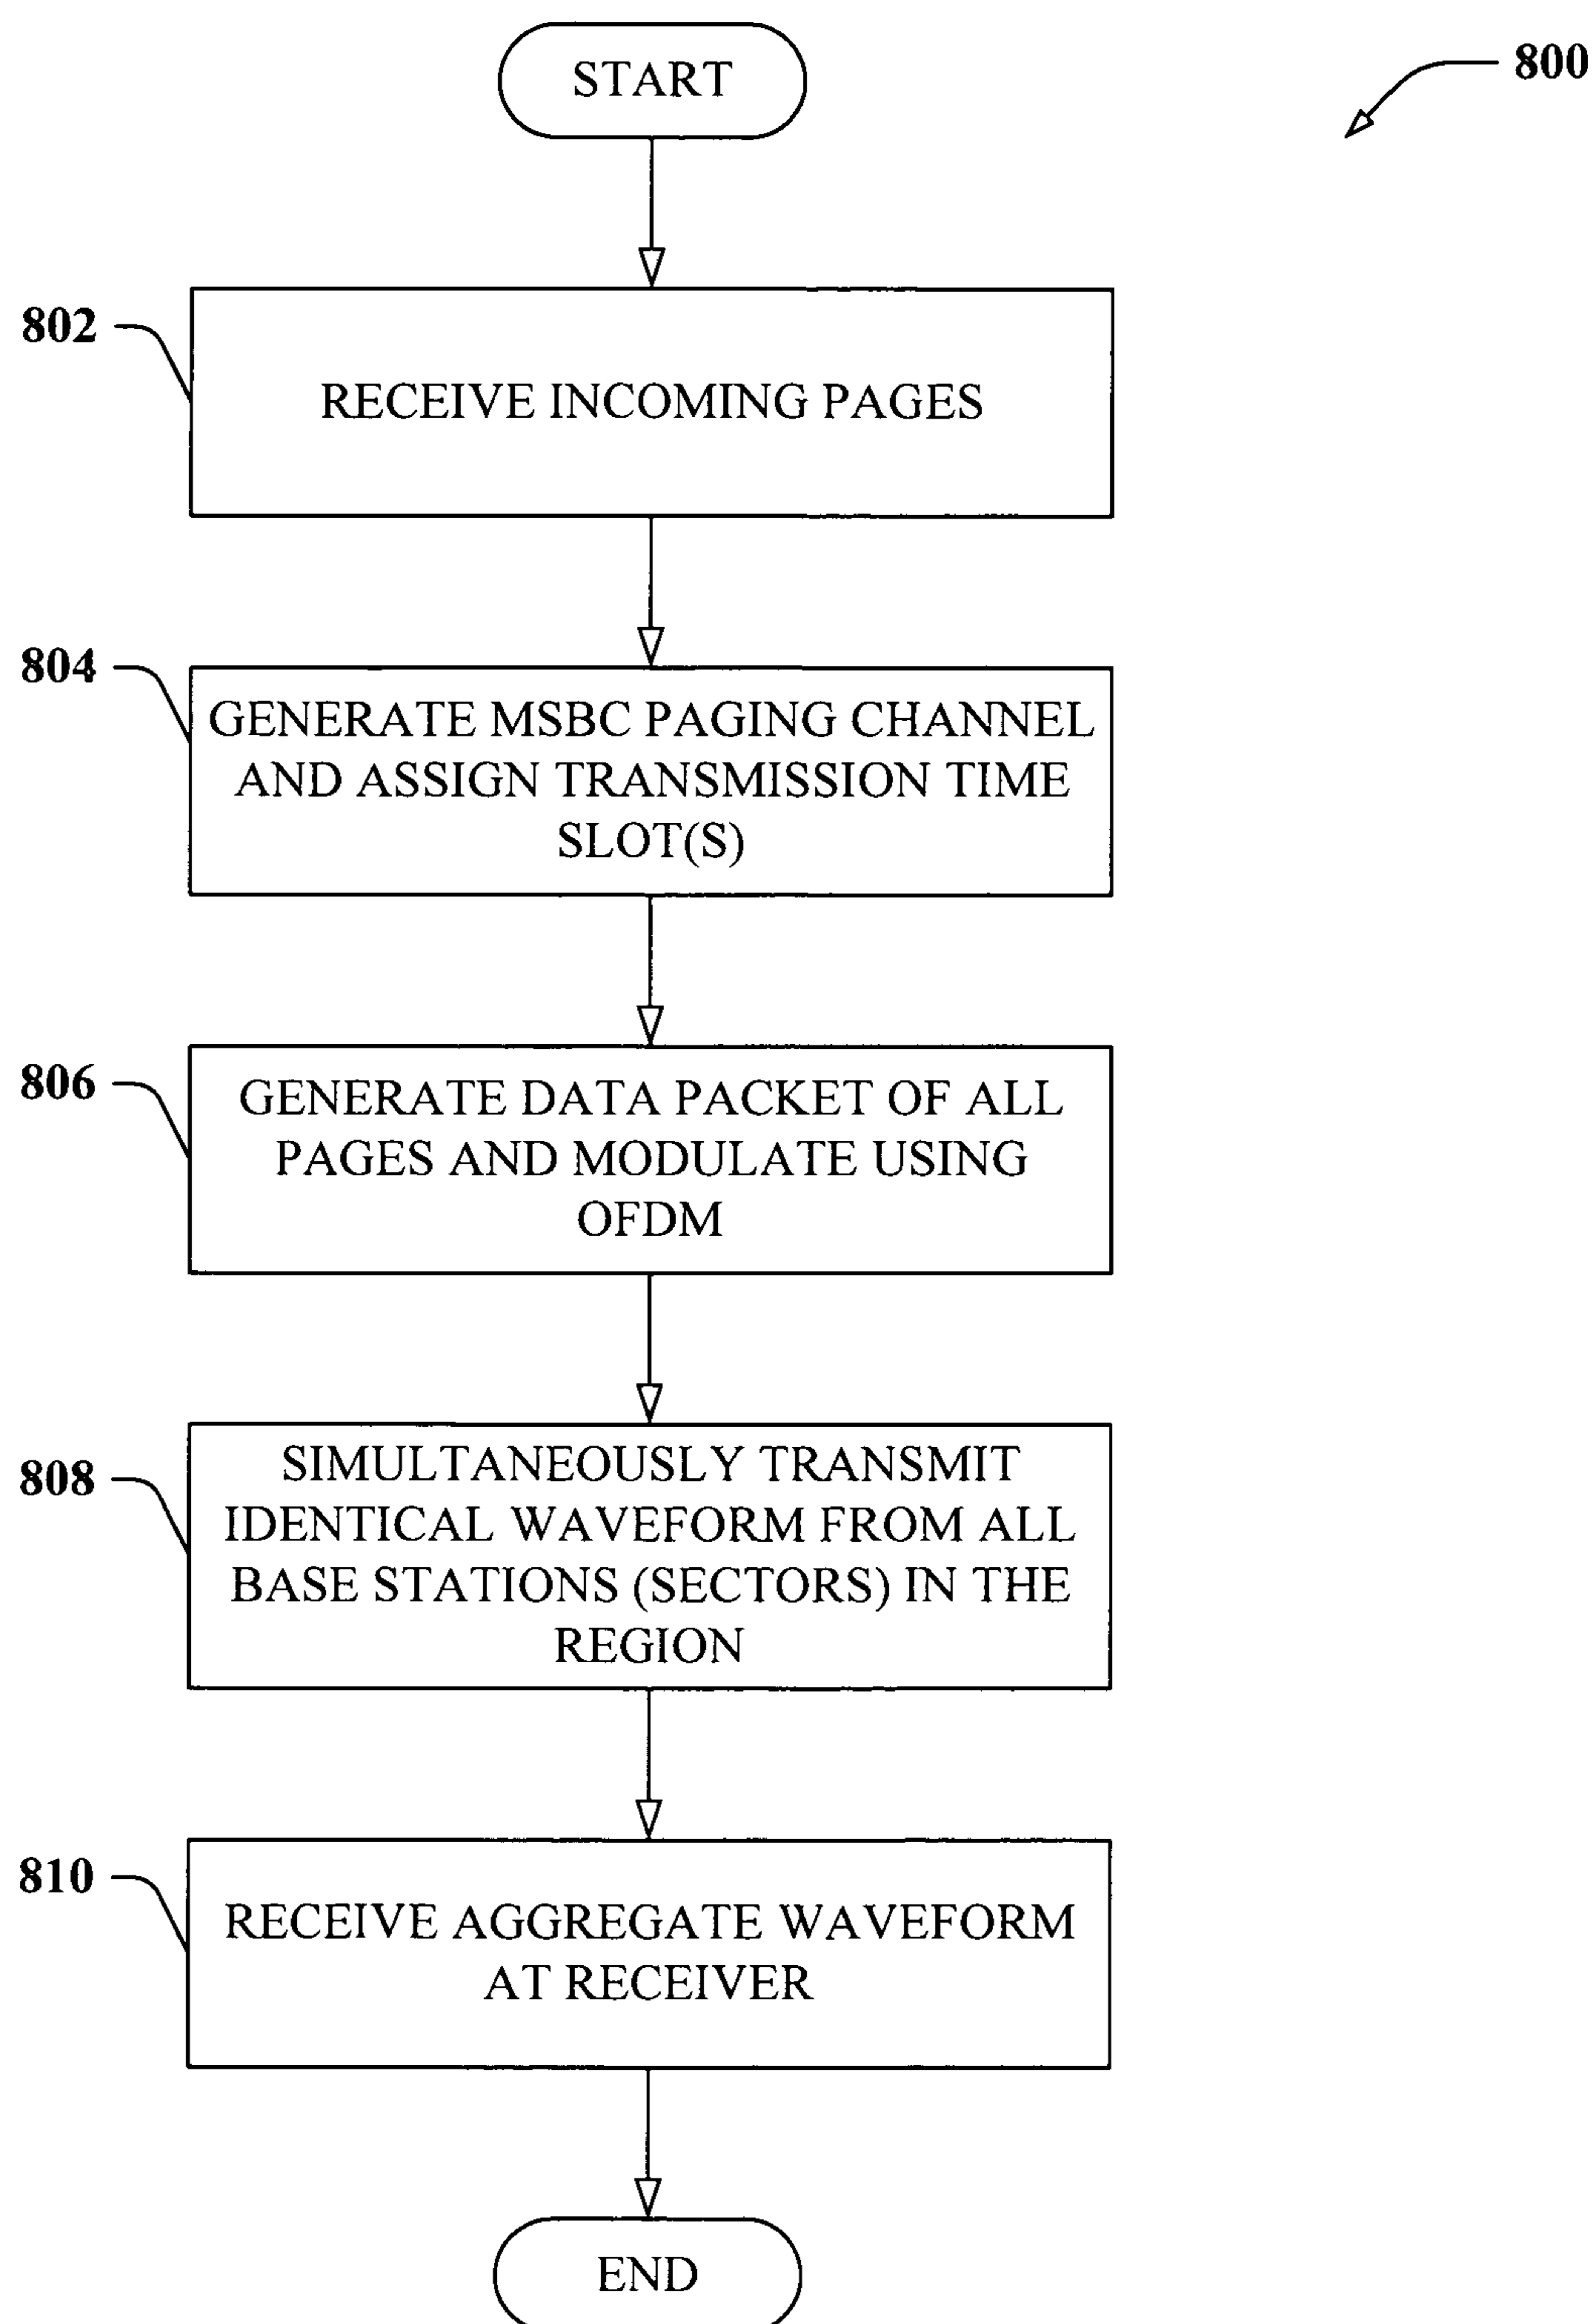 START
800
802
RECEIVE INCOMING PAGES
804
GENERATE MSBC PAGING CHANNEL
AND ASSIGN TRANSMISSION TIME
SLOT(S)
806
GENERATE DATA PACKET OF ALL
PAGES AND MODULATE USING
OFDM
808
SIMULTANEOUSLY TRANSMIT
IDENTICAL WAVEFORM FROM ALL
BASE STATIONS (SECTORS) IN THE
REGION
810
RECEIVE AGGREGATE WAVEFORM
AT RECEIVER
END